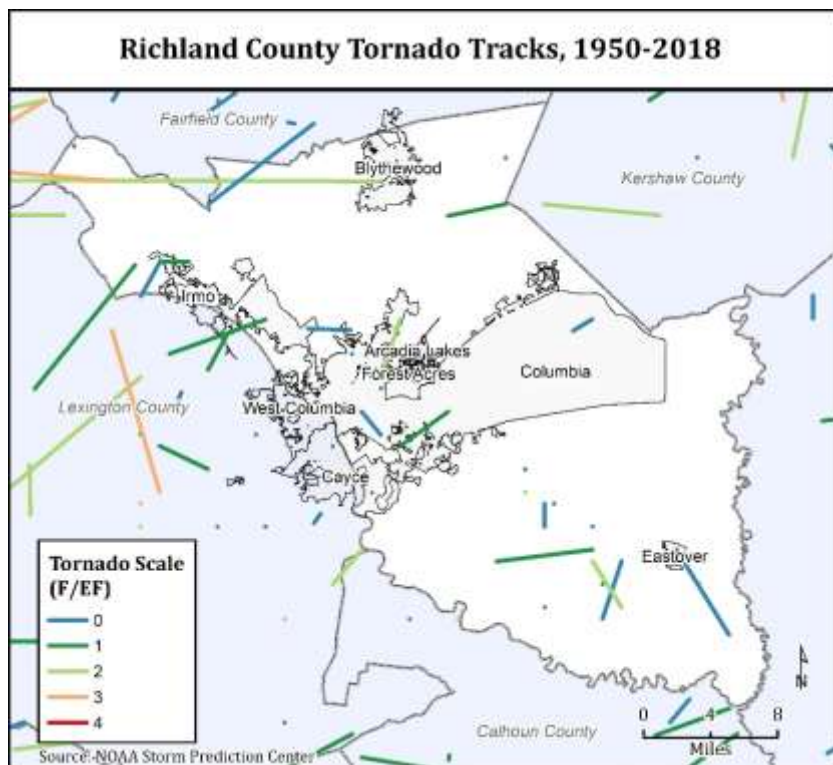 Richland County Tornado Tracks, 1950-2018
Fairfield County
Blythewood
Kershaw County
Irmo
Arcadia Lakes
Forest Acres
Columbia
Lexington County
West Columbia
Cayce
Eastover
Tornado Scale
(F/EF)
0
1
2
3
4
N
0 4 8
Miles
Calhoun County
Source: NOAA Storm Prediction Center